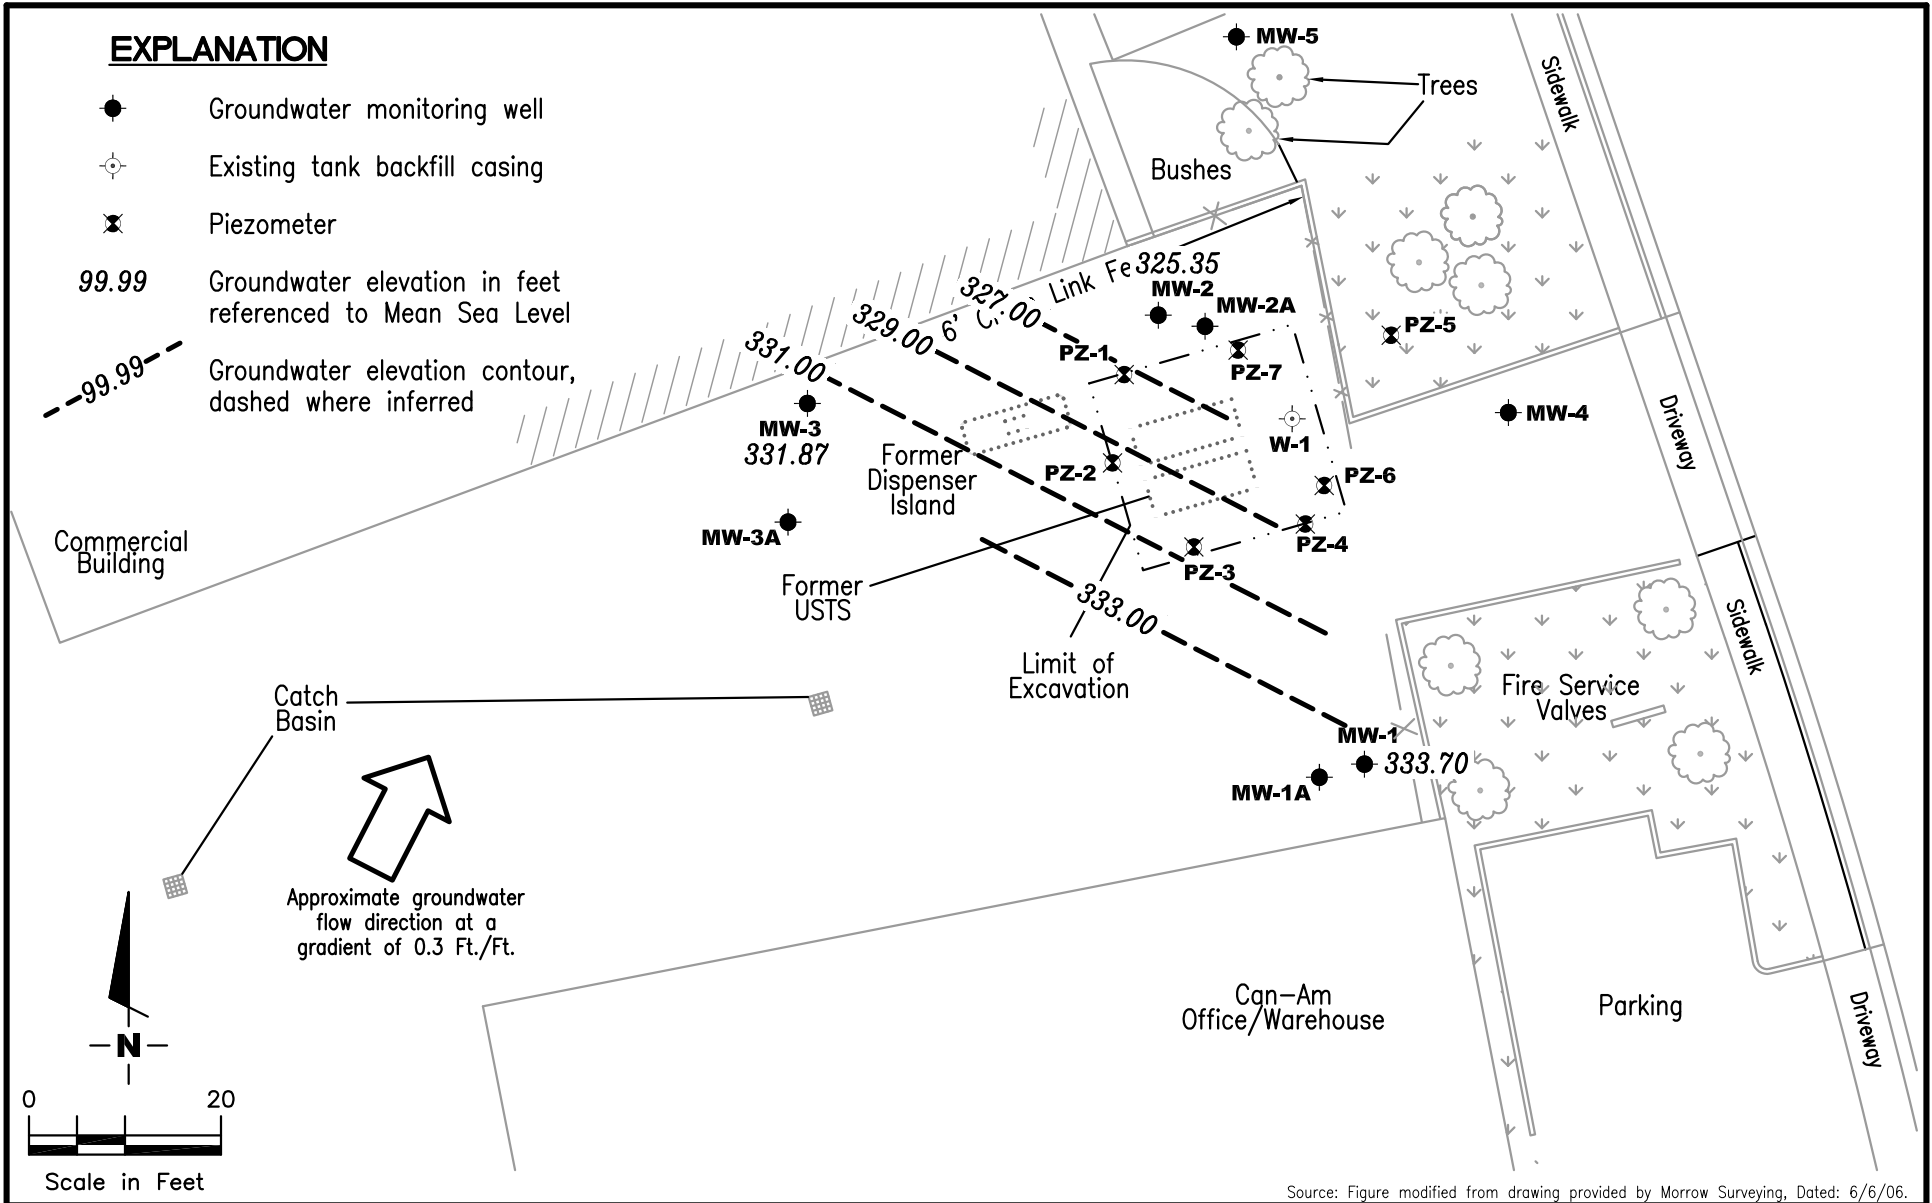 EXPLANATION
Groundwater monitoring well
Existing tank backfill casing
Piezometer
99.99
Groundwater elevation in feet
referenced to Mean Sea Level
99.99
Groundwater elevation contour,
dashed where inferred
MW-5
Trees
Bushes
Sidewalk
6'
Link
325.35
MW-2
MW-2A
327.00
329.00
331.00
PZ-1
PZ-7
PZ-5
MW-3
331.87
Former
Dispenser
Island
PZ-2
W-1
MW-4
Driveway
PZ-6
MW-3A
PZ-4
PZ-3
Commercial
Building
Former
USTS
333.00
Limit of
Excavation
Sidewalk
Fire Service
Valves
Catch
Basin
MW-1
333.70
MW-1A
Approximate groundwater
flow direction at a
gradient of 0.3 Ft./Ft.
Can-Am
Office/Warehouse
Parking
Driveway
N
0 20
Scale in Feet
Source: Figure modified from drawing provided by Morrow Surveying, Dated: 6/6/06.